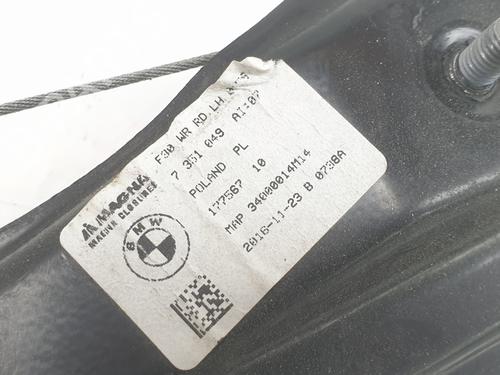 MAGNA
MAGNA CLOSURES
BMW
F30 WR RD LH
7 351 049 AI:07
POLAND PL
177567 10
MAP 34000014M14
2016-11-23 B 0738A